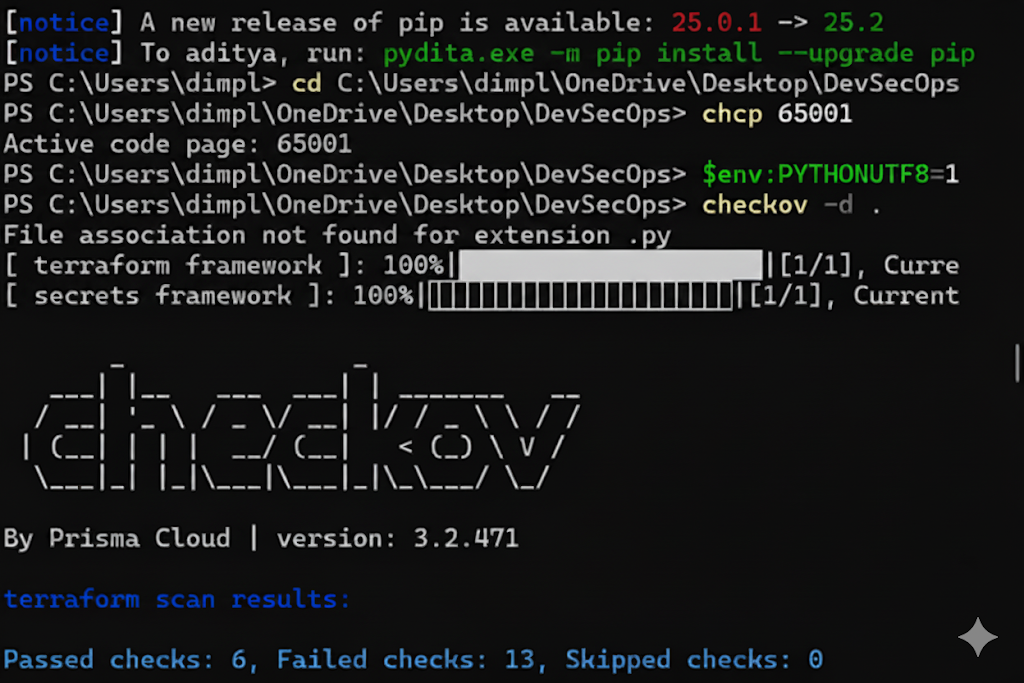 [notice] A new release of pip is available: 25.0.1 -> 25.2
[notice] To aditya, run: pydita.exe -m pip install --upgrade pip
PS C:\Users\dimpl> cd C:\Users\dimpl\OneDrive\Desktop\DevSecOps
PS C:\Users\dimpl\OneDrive\Desktop\DevSecOps> chcp 65001
Active code page: 65001
PS C:\Users\dimpl\OneDrive\Desktop\DevSecOps> $env:PYTHONUTF8=1
PS C:\Users\dimpl\OneDrive\Desktop\DevSecOps> checkov -d .
File association not found for extension .py
[ terraform framework ]: 100%|[1/1], Curre
[ secrets framework ]: 100%|[1/1], Current
checkov
By Prisma Cloud | version: 3.2.471
terraform scan results:
Passed checks: 6, Failed checks: 13, Skipped checks: 0